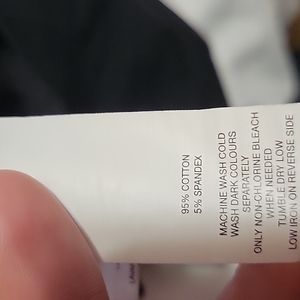 95% COTTON
5% SPANDEX
MACHINE WASH COLD
WASH DARK COLOURS
SEPARATELY
ONLY NON-CHLORINE BLEACH
WHEN NEEDED
TUMBLE DRY LOW
LOW IRON ON REVERSE SIDE